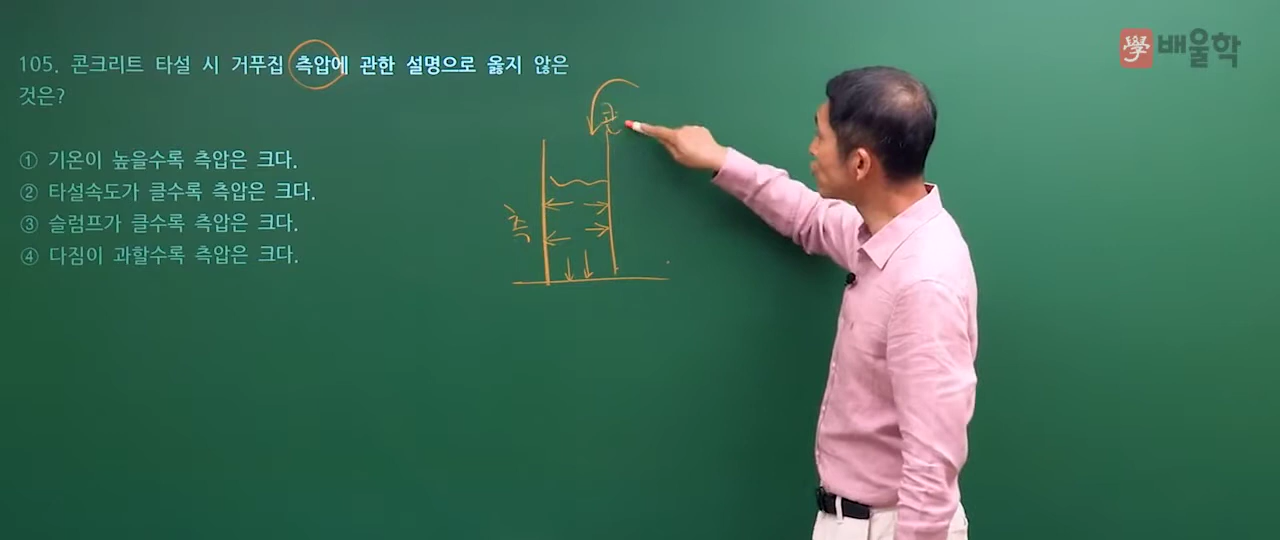 學 배울학
105. 콘크리트 타설 시 거푸집 측압에 관한 설명으로 옳지 않은
것은?
① 기온이 높을수록 측압은 크다.
② 타설속도가 클수록 측압은 크다.
③ 슬럼프가 클수록 측압은 크다.
④ 다짐이 과할수록 측압은 크다.
콘
측